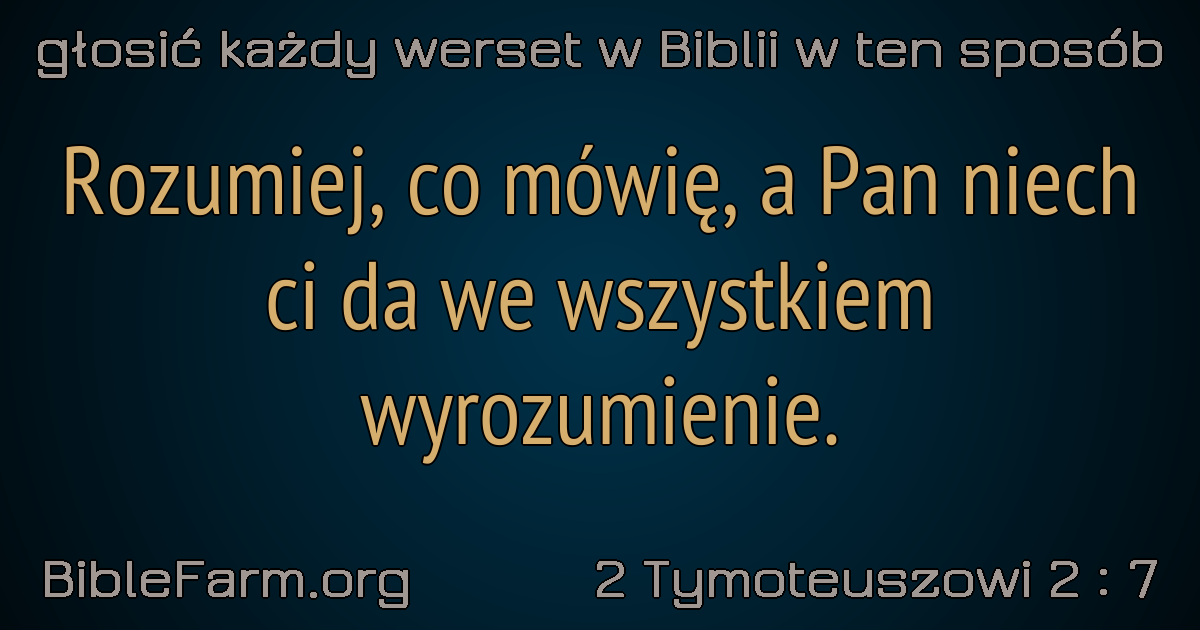 głosić każdy werset w Biblii w ten sposób
Rozumiej, co mówię, a Pan niech
ci da we wszystkiem
wyrozumienie.
BibleFarm.org
2 Tymoteuszowi 2 : 7